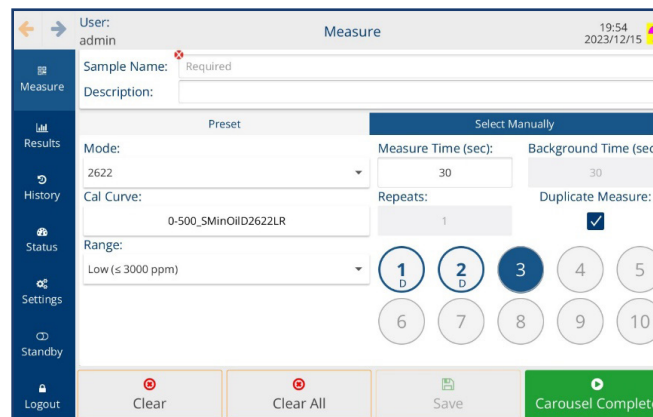 User:
admin
Measure
19:54
2023/12/15
Measure
Results
History
Status
Settings
Standby
Logout
Sample Name:
Required
Description:
Preset
Select Manually
Mode:
2622
Cal Curve:
0-500_SMinOilD2622LR
Range:
Low (≤ 3000 ppm)
Measure Time (sec):
30
Background Time (sec
30
Repeats:
1
Duplicate Measure:
1
D
2
D
3
4
5
6
7
8
9
10
Clear
Clear All
Save
Carousel Complet